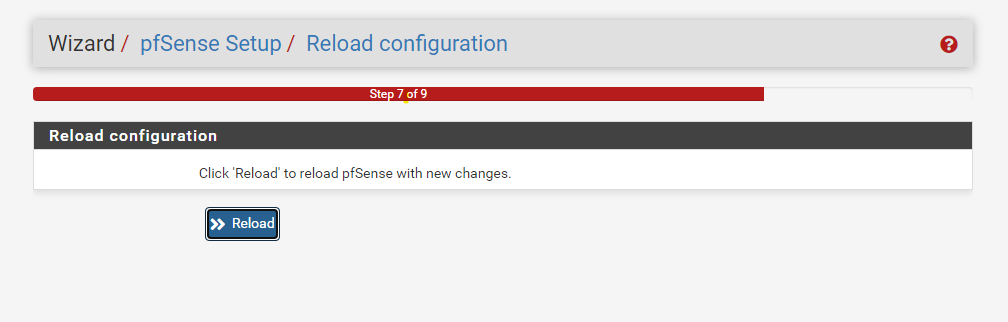 Wizard / pfSense Setup / Reload configuration
Step 7 of 9
Reload configuration
Click 'Reload' to reload pfSense with new changes.
Reload